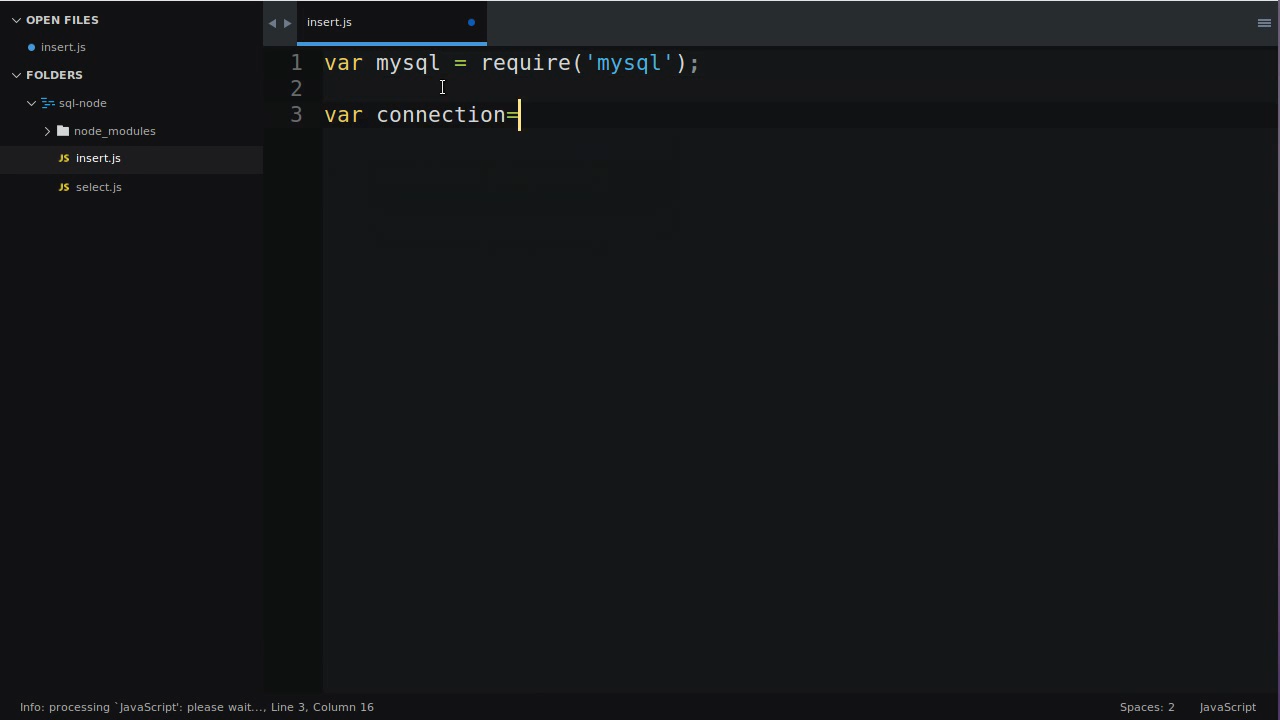 OPEN FILES
insert.js
FOLDERS
sql-node
node_modules
insert.js
select.js
insert.js
1 var mysql = require('mysql');
2
3 var connection=
Info: processing `JavaScript': please wait..., Line 3, Column 16
Spaces: 2
JavaScript